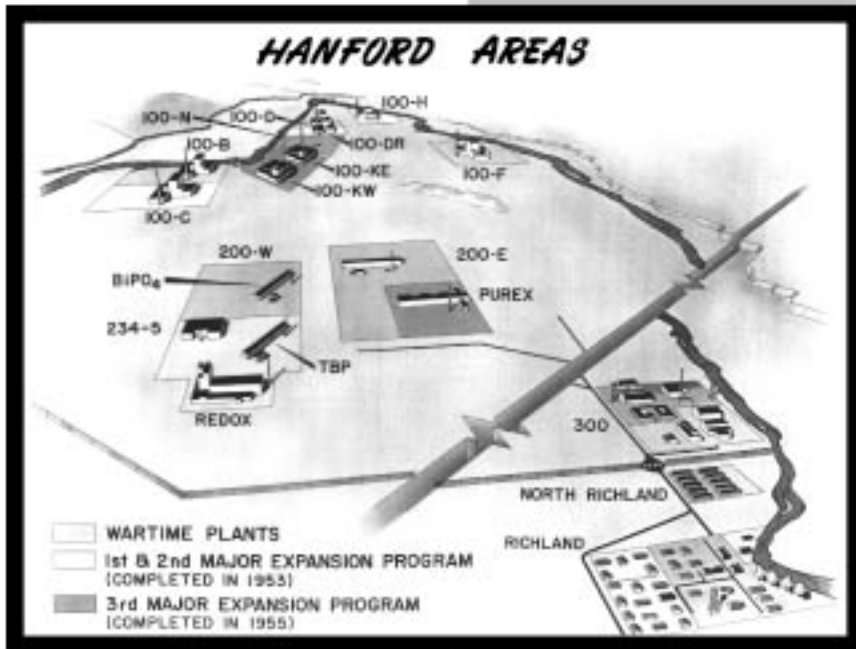 HANFORD AREAS
100-H
100-N
100-D
100-DR
100-B
100-KE
100-F
100-KW
100-C
200-W
200-E
BiPO₄
PUREX
234-5
TBP
REDOX
300
NORTH RICHLAND
RICHLAND
WARTIME PLANTS
1st & 2nd MAJOR EXPANSION PROGRAM
(COMPLETED IN 1953)
3rd MAJOR EXPANSION PROGRAM
(COMPLETED IN 1955)